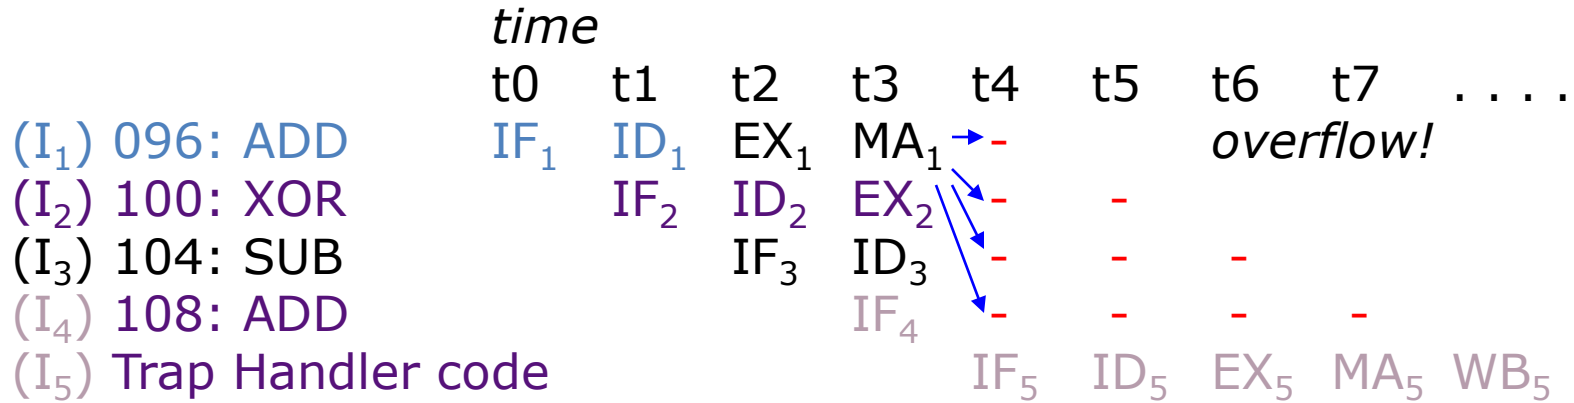 time
t0 t1 t2 t3 t4 t5 t6 t7 . . . .
(I₁) 096: ADD IF₁ ID₁ EX₁ MA₁ - overflow!
(I₂) 100: XOR IF₂ ID₂ EX₂ - -
(I₃) 104: SUB IF₃ ID₃ - - -
(I₄) 108: ADD IF₄ - - - -
(I₅) Trap Handler code IF₅ ID₅ EX₅ MA₅ WB₅